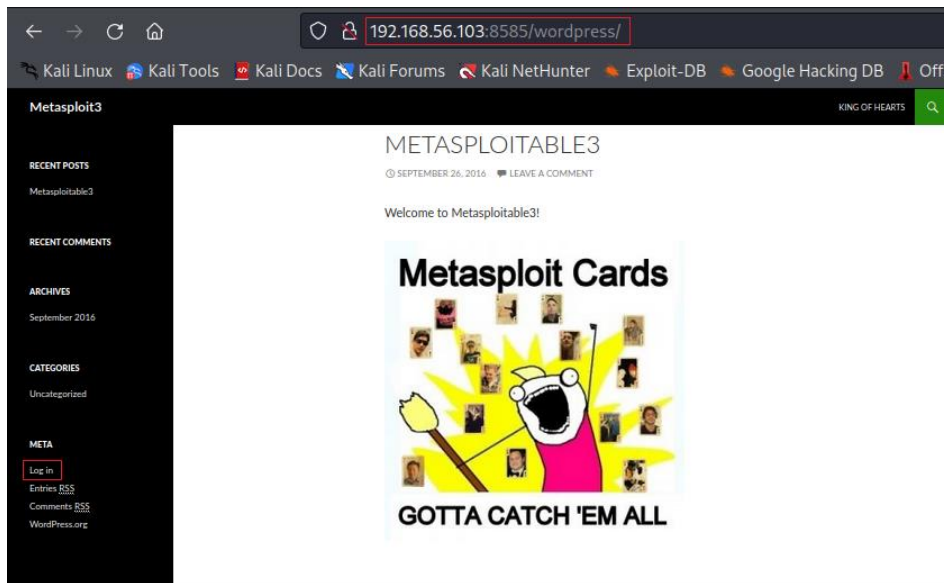 192.168.56.103:8585/wordpress/
Kali Linux Kali Tools Kali Docs Kali Forums Kali NetHunter Exploit-DB Google Hacking DB Off
Metasploit3
KING OF HEARTS
RECENT POSTS
Metasploitable3
RECENT COMMENTS
ARCHIVES
September 2016
CATEGORIES
Uncategorized
META
Log in
Entries RSS
Comments RSS
WordPress.org
METASPLOITABLE3
SEPTEMBER 26, 2016 LEAVE A COMMENT
Welcome to Metasploitable3!
Metasploit Cards
GOTTA CATCH 'EM ALL